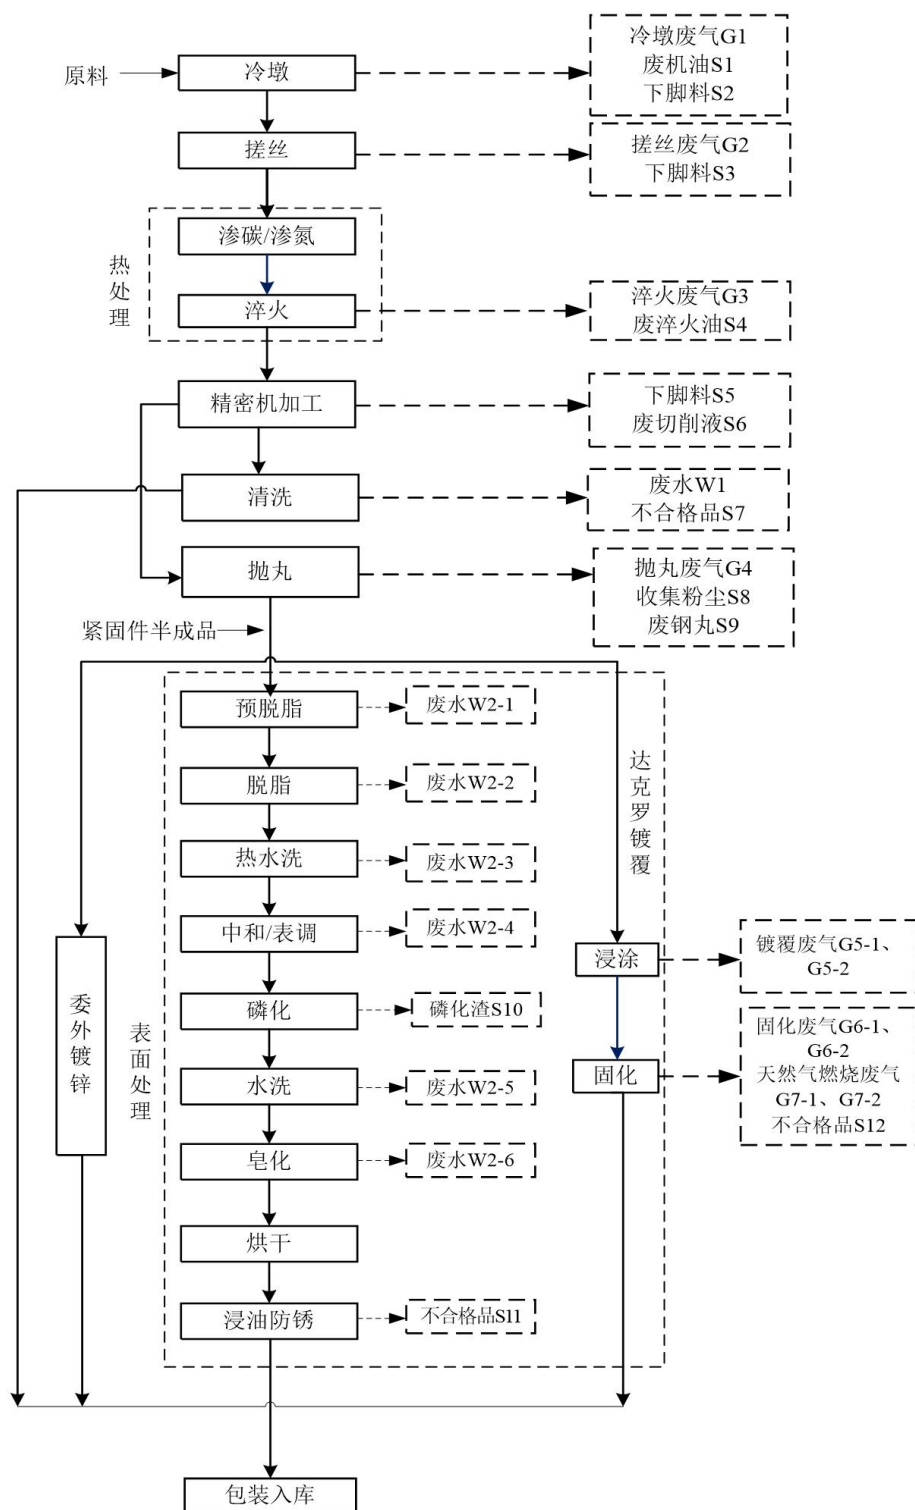 原料
冷墩
冷墩废气G1
废机油S1
下脚料S2
搓丝
搓丝废气G2
下脚料S3
热处理
渗碳/渗氮
淬火
淬火废气G3
废淬火油S4
精密机加工
下脚料S5
废切削液S6
清洗
废水W1
不合格品S7
抛丸
抛丸废气G4
收集粉尘S8
废钢丸S9
紧固件半成品
预脱脂
废水W2-1
脱脂
废水W2-2
达克罗镀覆
热水洗
废水W2-3
中和/表调
废水W2-4
浸涂
镀覆废气G5-1、
G5-2
委外镀锌
表面处理
磷化
磷化渣S10
固化
固化废气G6-1、
G6-2
天然气燃烧废气
G7-1、G7-2
不合格品S12
水洗
废水W2-5
皂化
废水W2-6
烘干
浸油防锈
不合格品S11
包装入库